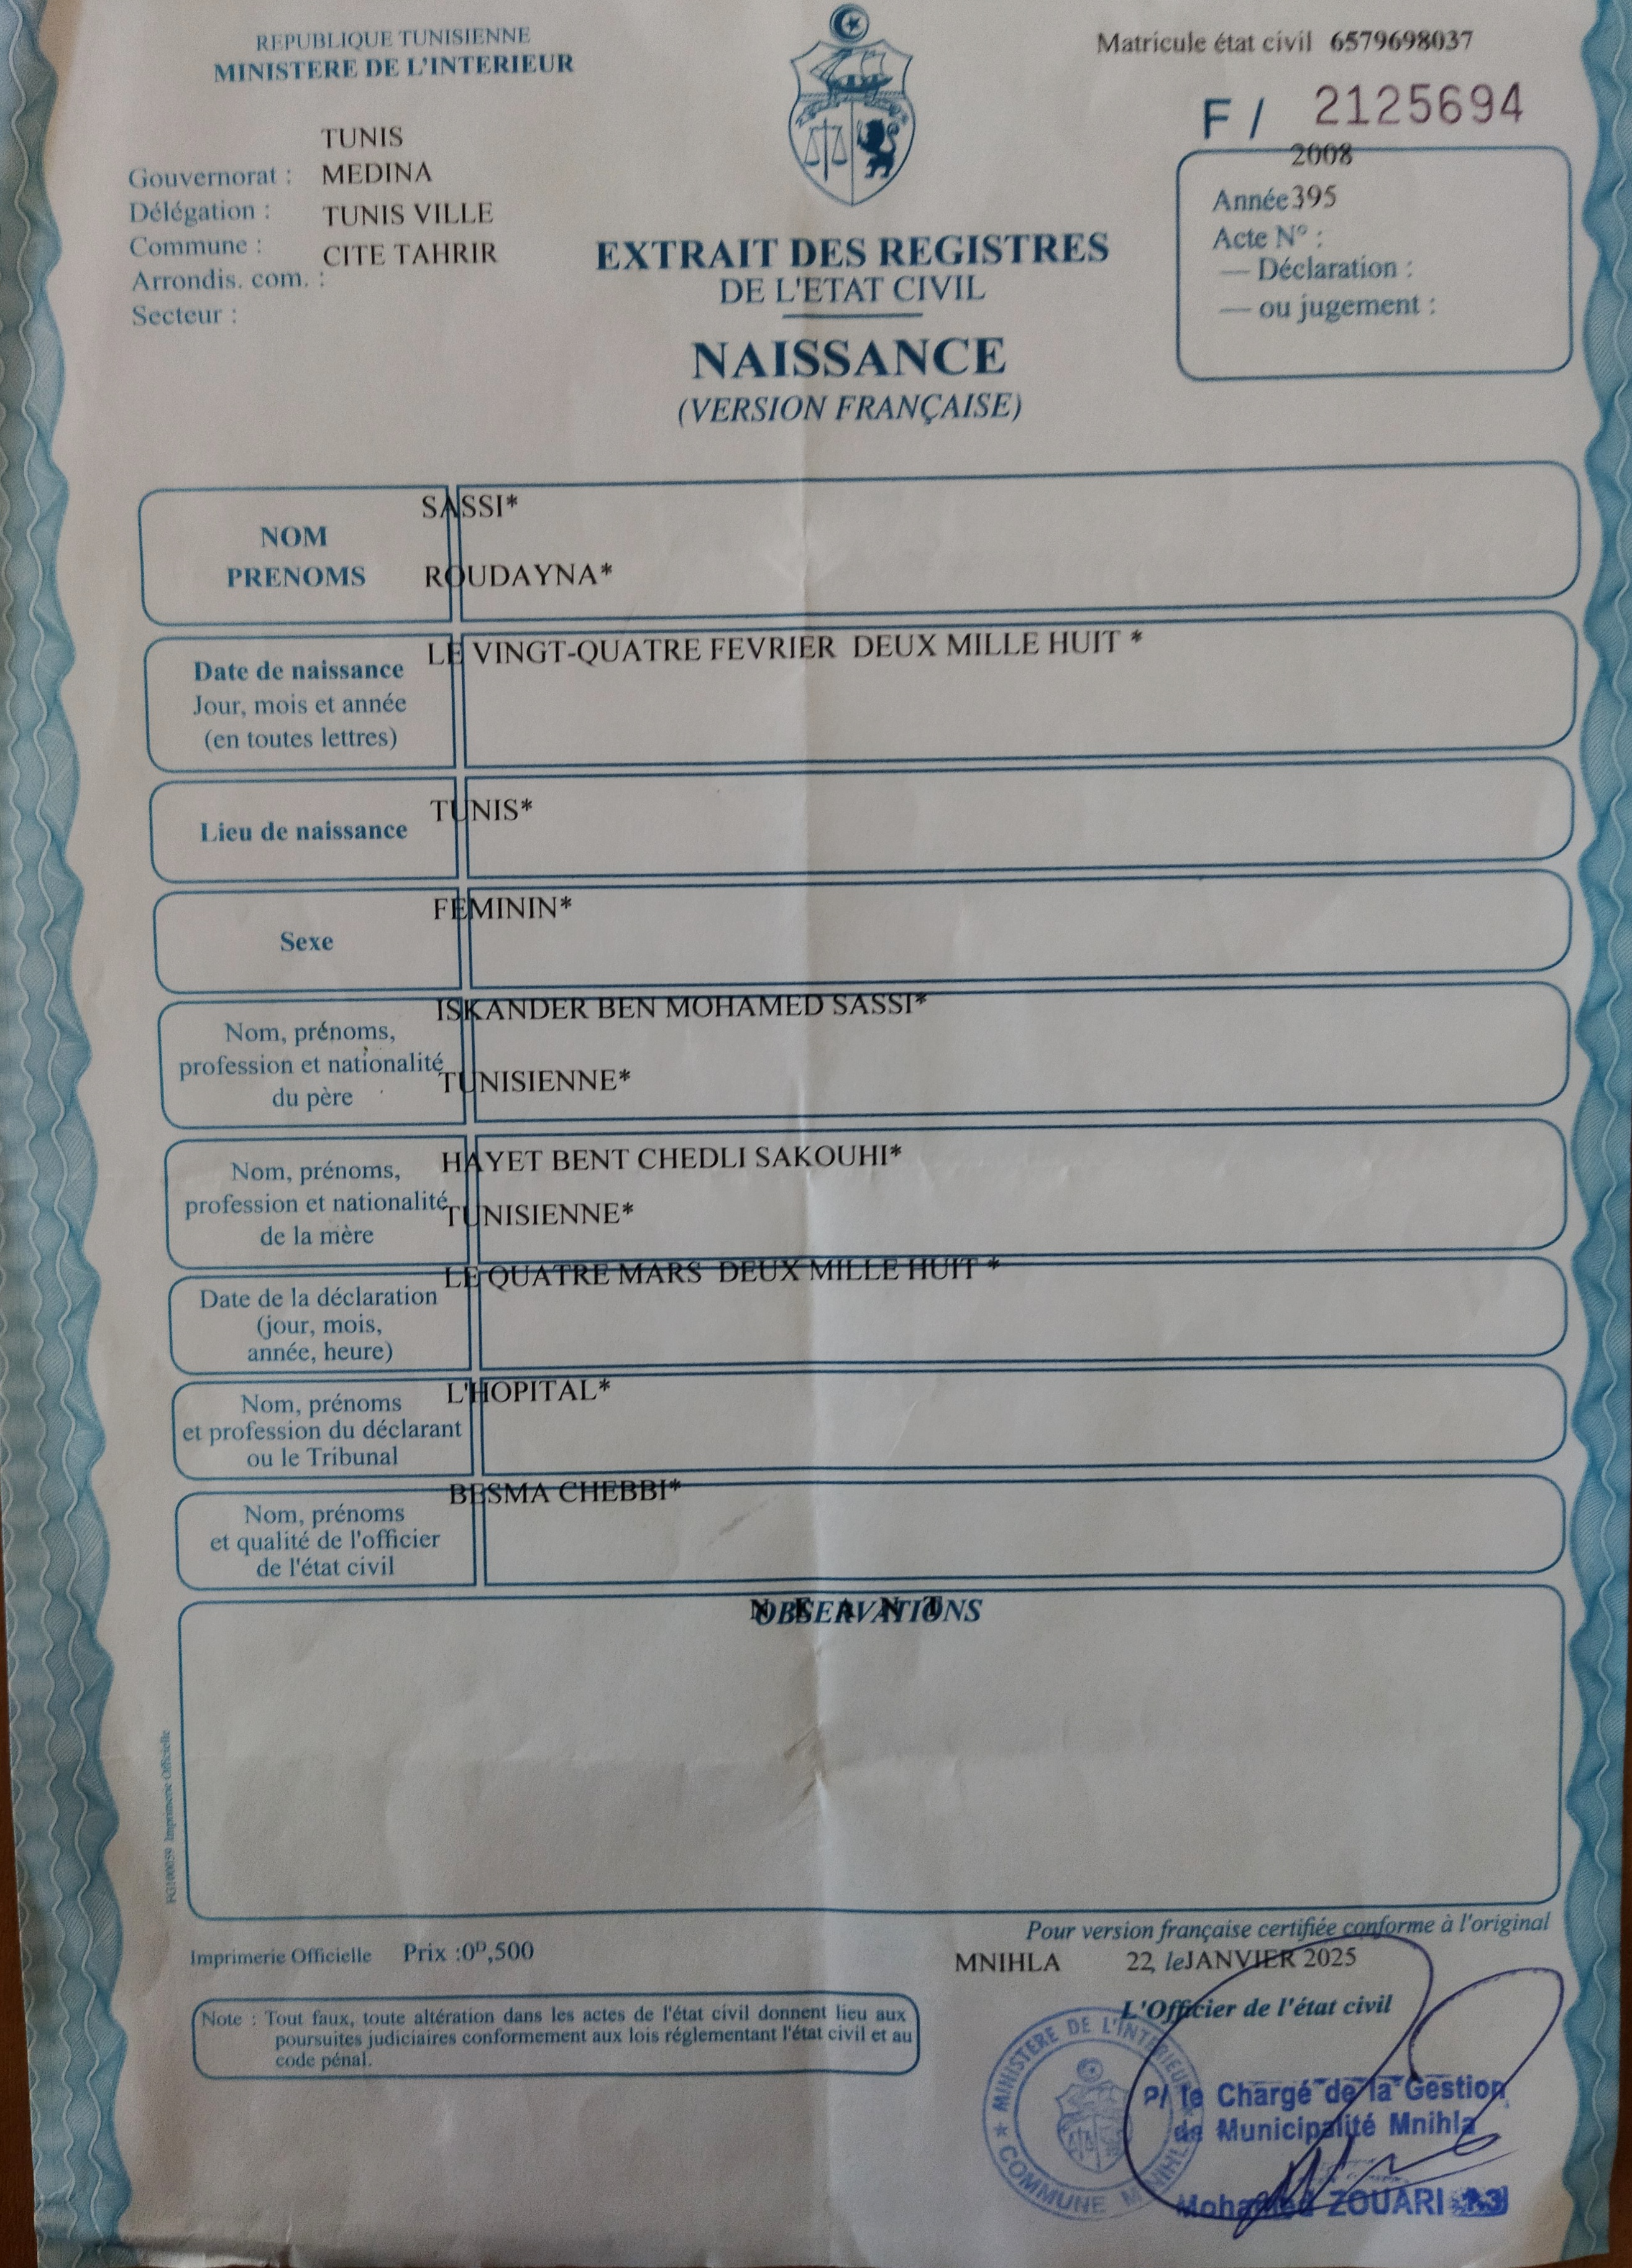 REPUBLIQUE TUNISIENNE
MINISTERE DE L'INTERIEUR
Matricule état civil 6579698037
F / 2125694
TUNIS
Gouvernorat : MEDINA
Délégation : TUNIS VILLE
Commune : CITE TAHRIR
Arrondis. com. :
Secteur :
2008
Année 395
Acte N° :
— Déclaration :
— ou jugement :
EXTRAIT DES REGISTRES
DE L'ETAT CIVIL
NAISSANCE
(VERSION FRANÇAISE)
SASSI*
NOM
PRENOMS ROUDAYNA*
LE VINGT-QUATRE FEVRIER DEUX MILLE HUIT *
Date de naissance
Jour, mois et année
(en toutes lettres)
TUNIS*
Lieu de naissance
FEMININ*
Sexe
ISKANDER BEN MOHAMED SASSI*
Nom, prénoms,
profession et nationalité
TUNISIENNE*
du père
HAYET BENT CHEDLI SAKOUHI*
Nom, prénoms,
profession et nationalité
TUNISIENNE*
de la mère
LE QUATRE MARS DEUX MILLE HUIT *
Date de la déclaration
(jour, mois,
année, heure)
L'HOPITAL*
Nom, prénoms
et profession du déclarant
ou le Tribunal
BESMA CHEBBI*
Nom, prénoms
et qualité de l'officier
de l'état civil
OBSERVATIONS
N E A N T
FG100059 Imprimerie Officielle
Pour version française certifiée conforme à l'original
Imprimerie Officielle Prix :0ᴰ,500
MNIHLA 22, le JANVIER 2025
L'Officier de l'état civil
Note : Tout faux, toute altération dans les actes de l'état civil donnent lieu aux
poursuites judiciaires conformement aux lois réglementant l'état civil et au
code pénal.
MINISTERE DE L'INTERIEUR
COMMUNE MNIHLA
P/ le Chargé de la Gestion
de Municipalité Mnihla
Mohamed ZOUARI